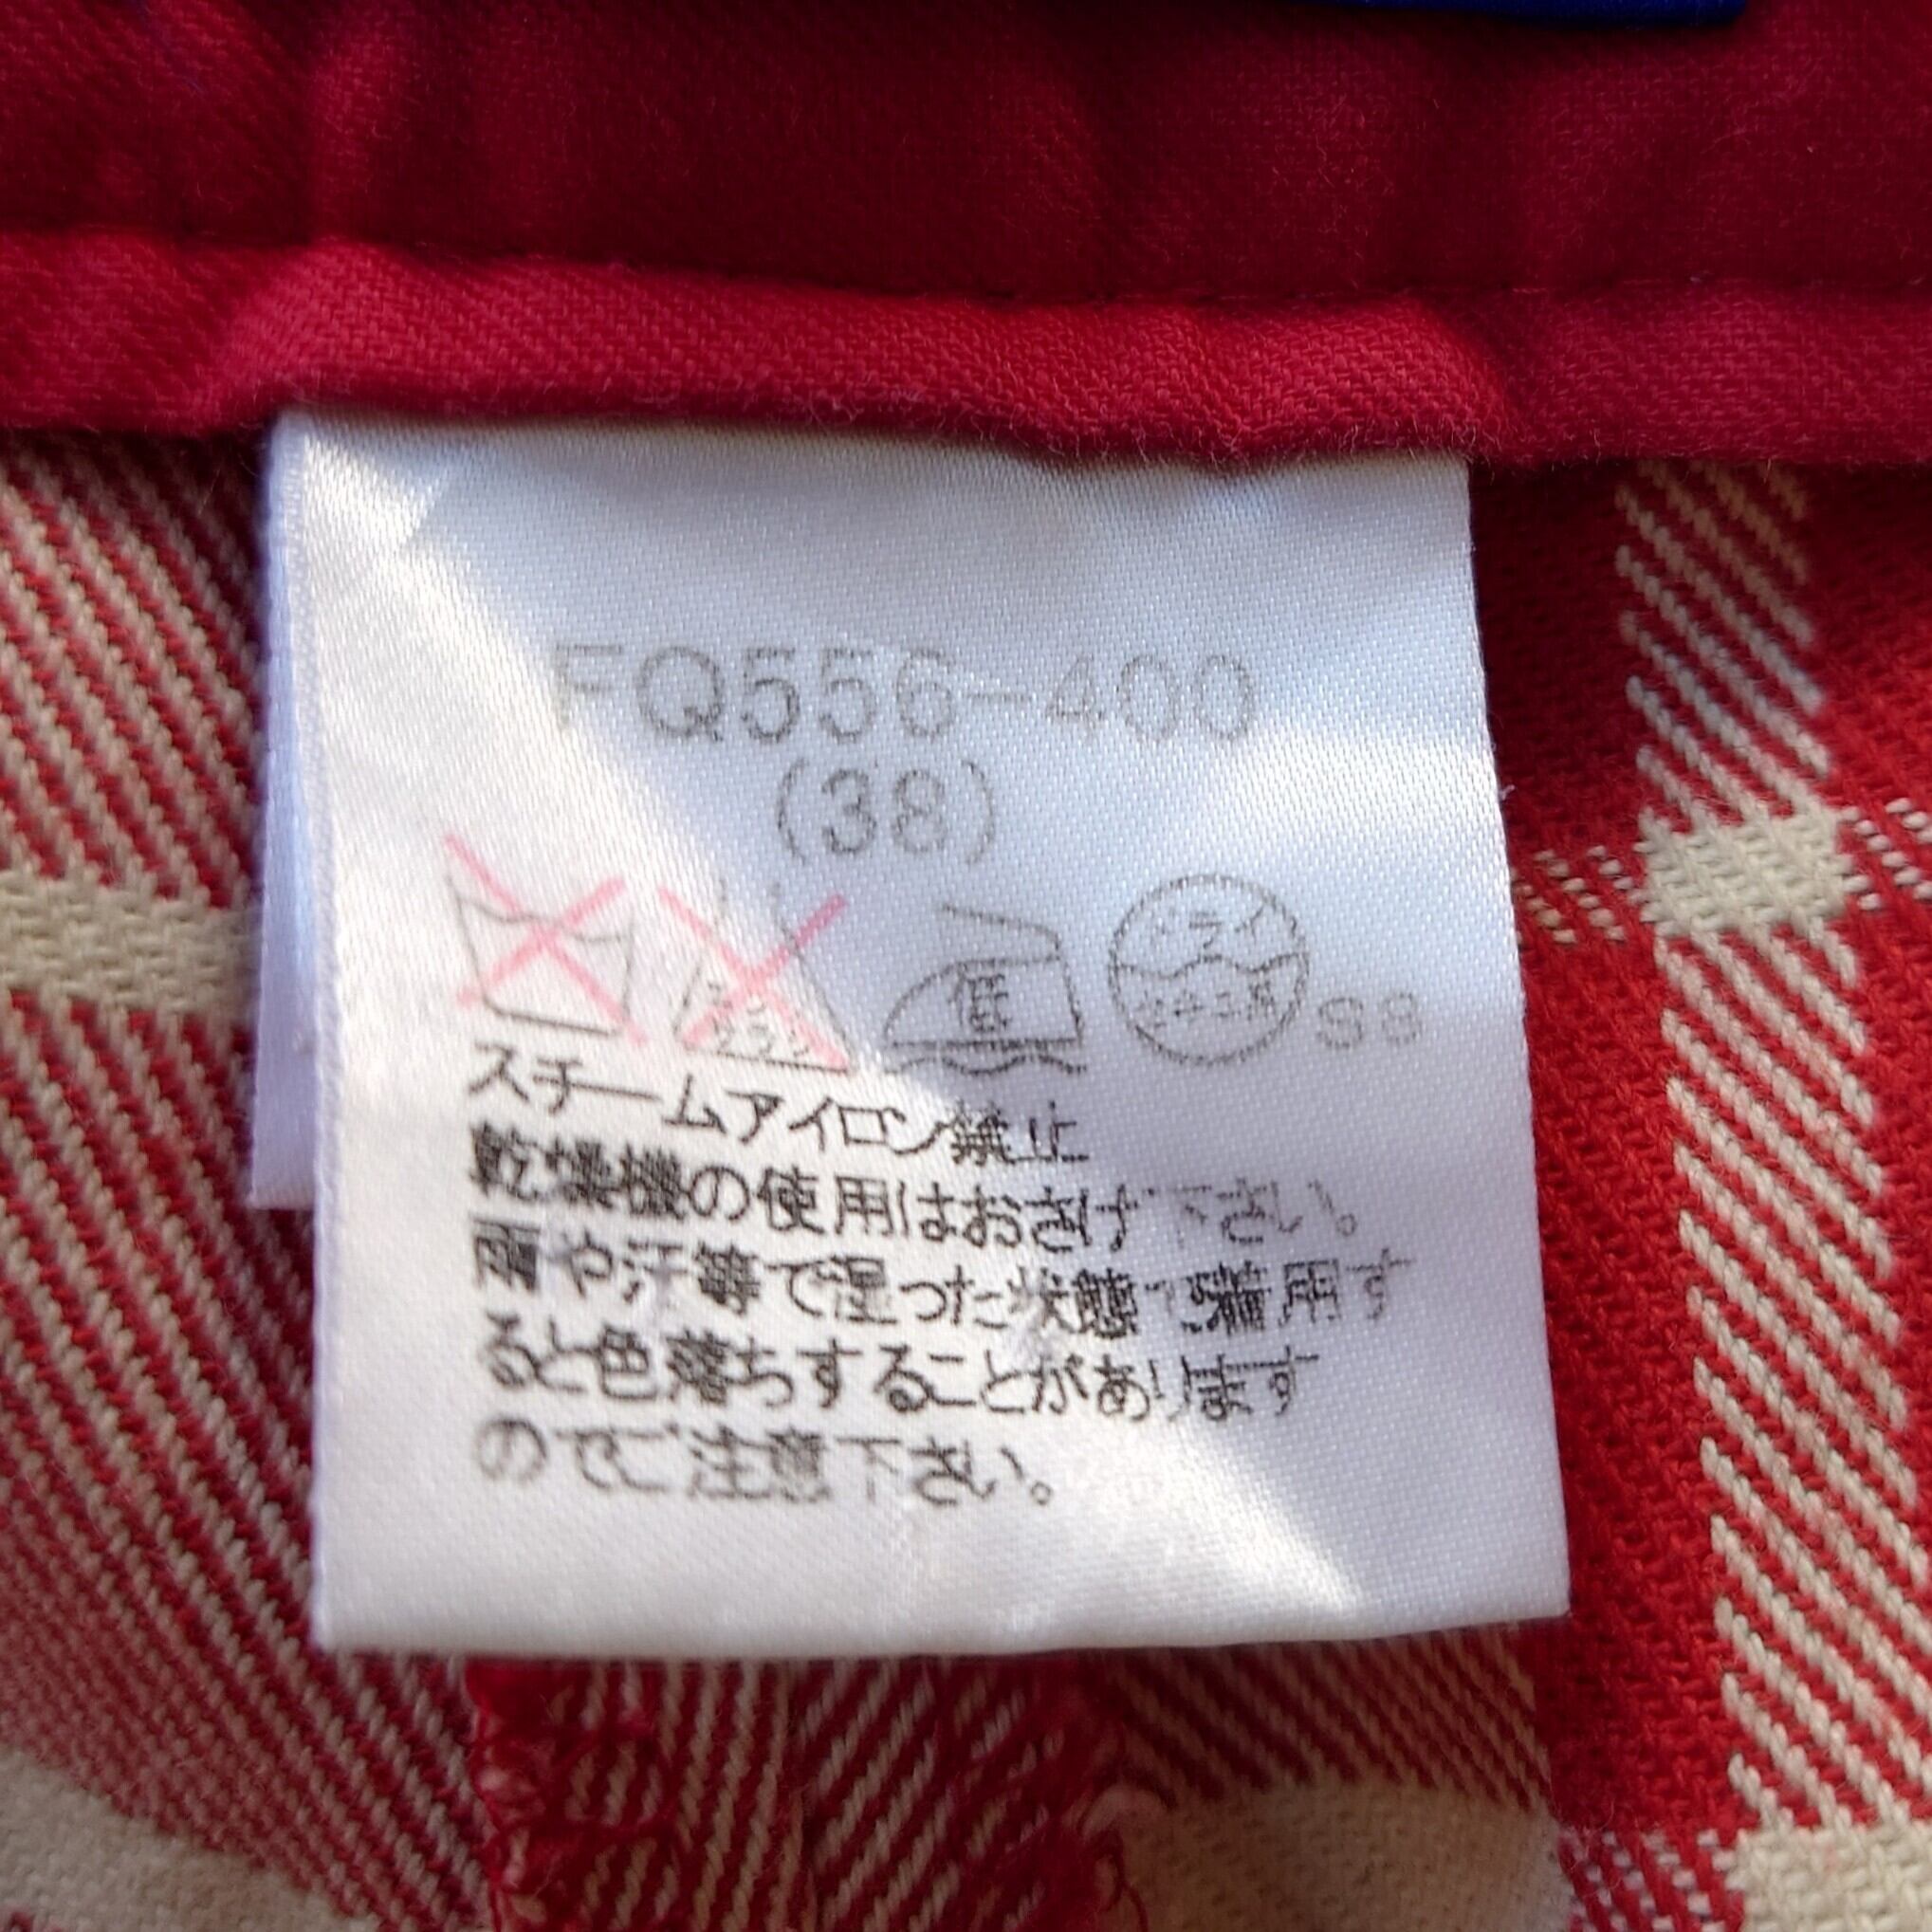 FQ556-400
(38)
低
ドライ
セキユ系
S8
スチームアイロン禁止
乾燥機の使用はおさけ下さい。
雨や汗等で湿った状態で着用す
ると色落ちすることがあります
のでご注意下さい。